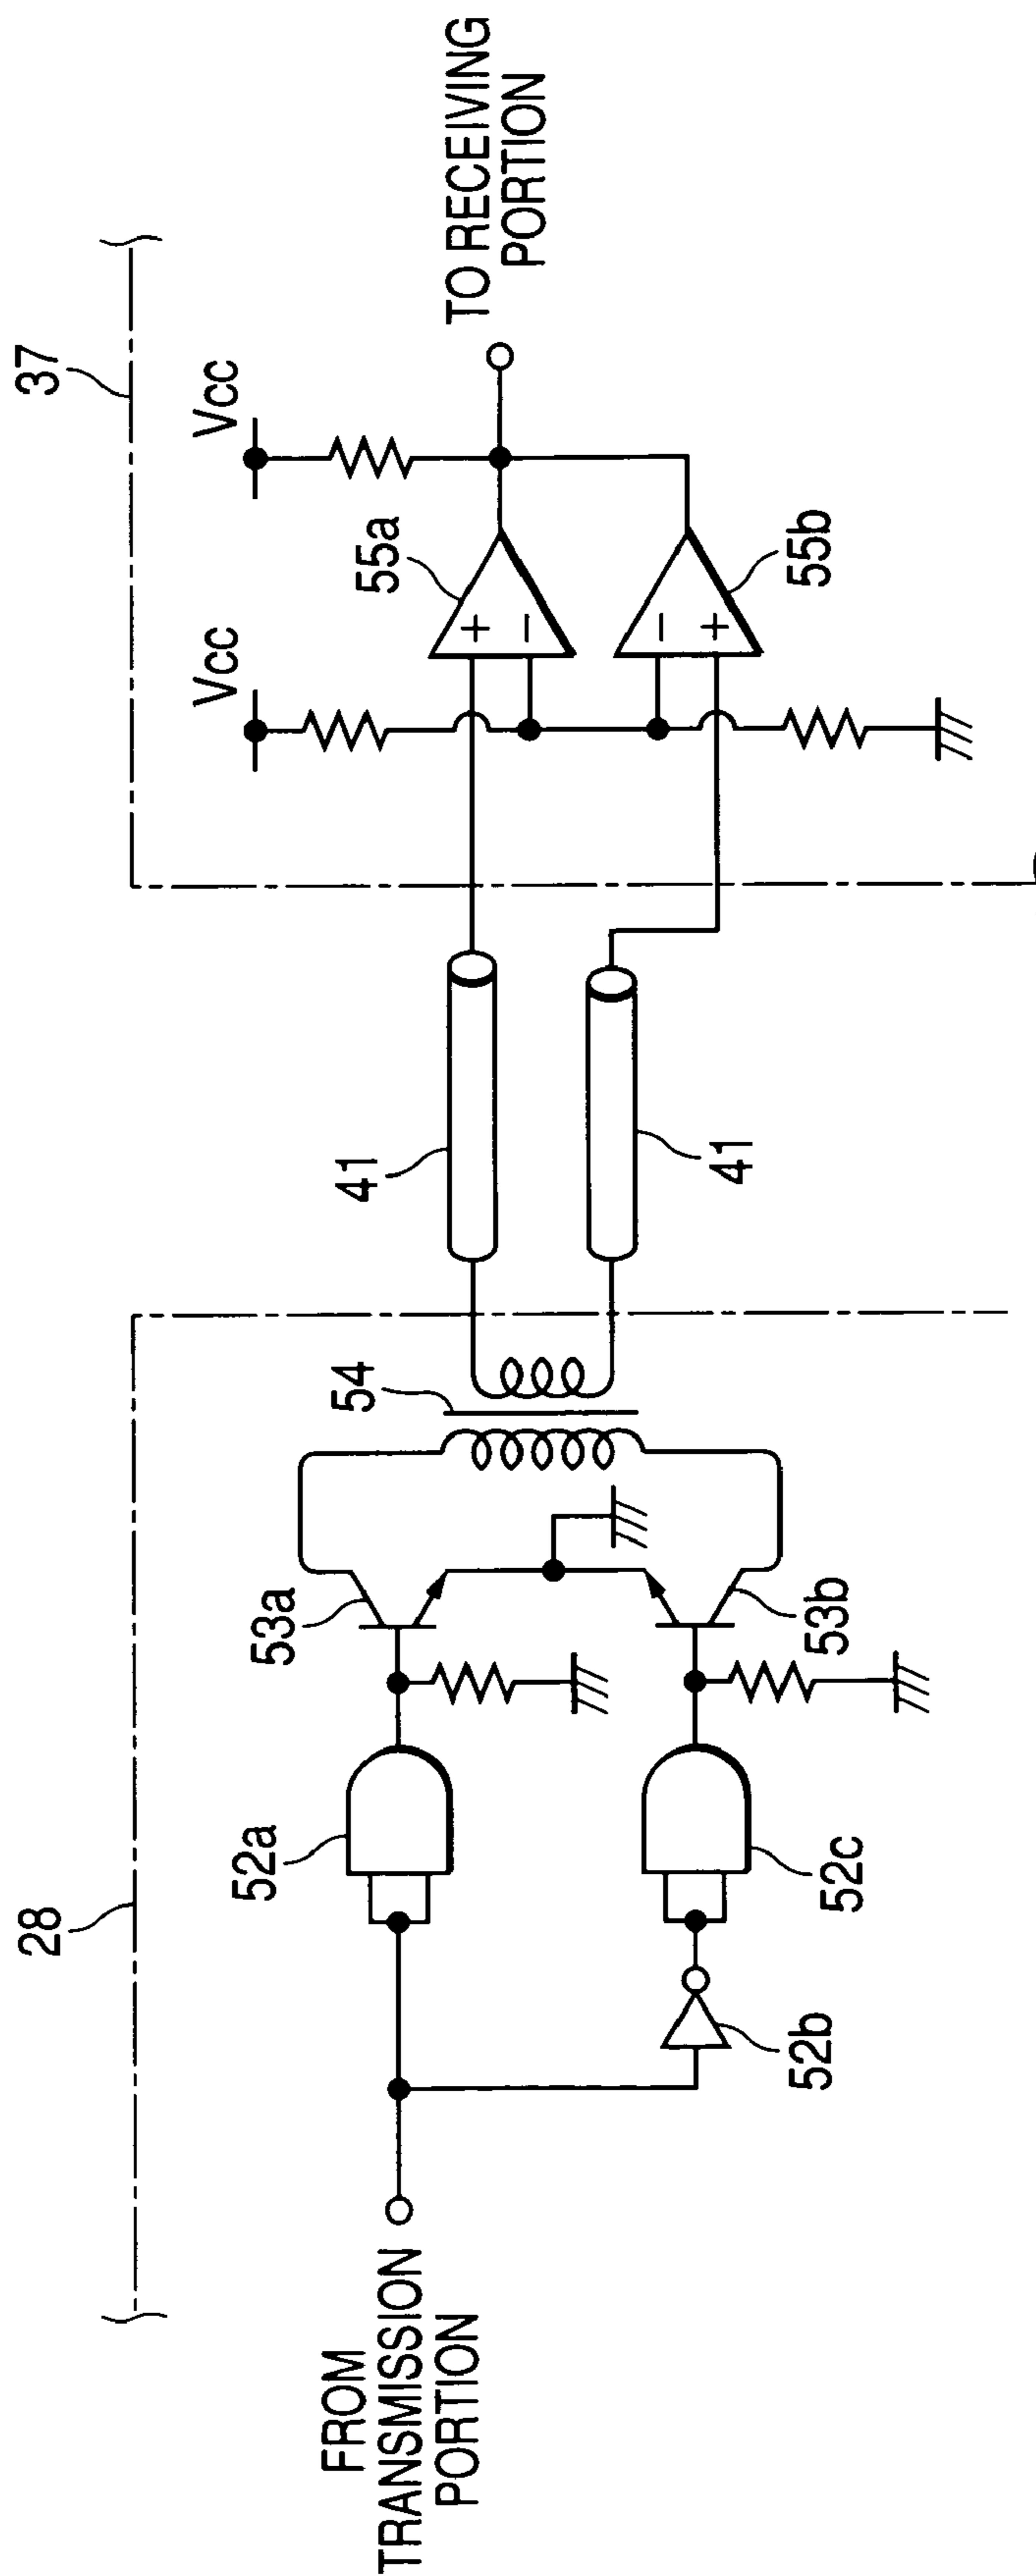 28
37
FROM
TRANSMISSION
PORTION
52a
52b
52c
53a
53b
54
41
41
Vcc
Vcc
55a
+
−
−
+
55b
TO RECEIVING
PORTION